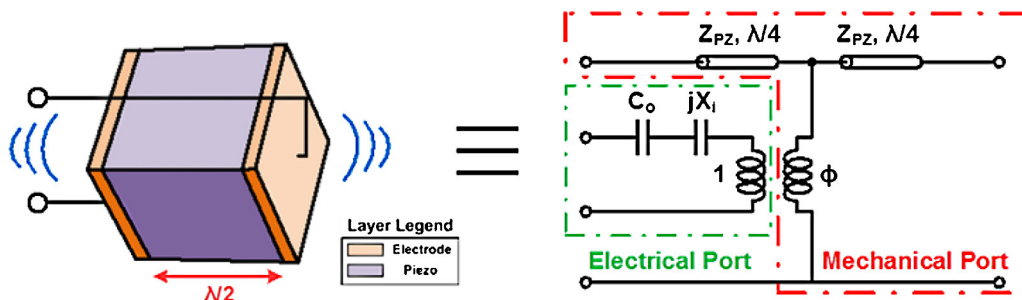 λ/2
Layer Legend
Electrode
Piezo
Z_PZ, λ/4
Z_PZ, λ/4
C_o
jX_i
1
ϕ
Electrical Port
Mechanical Port